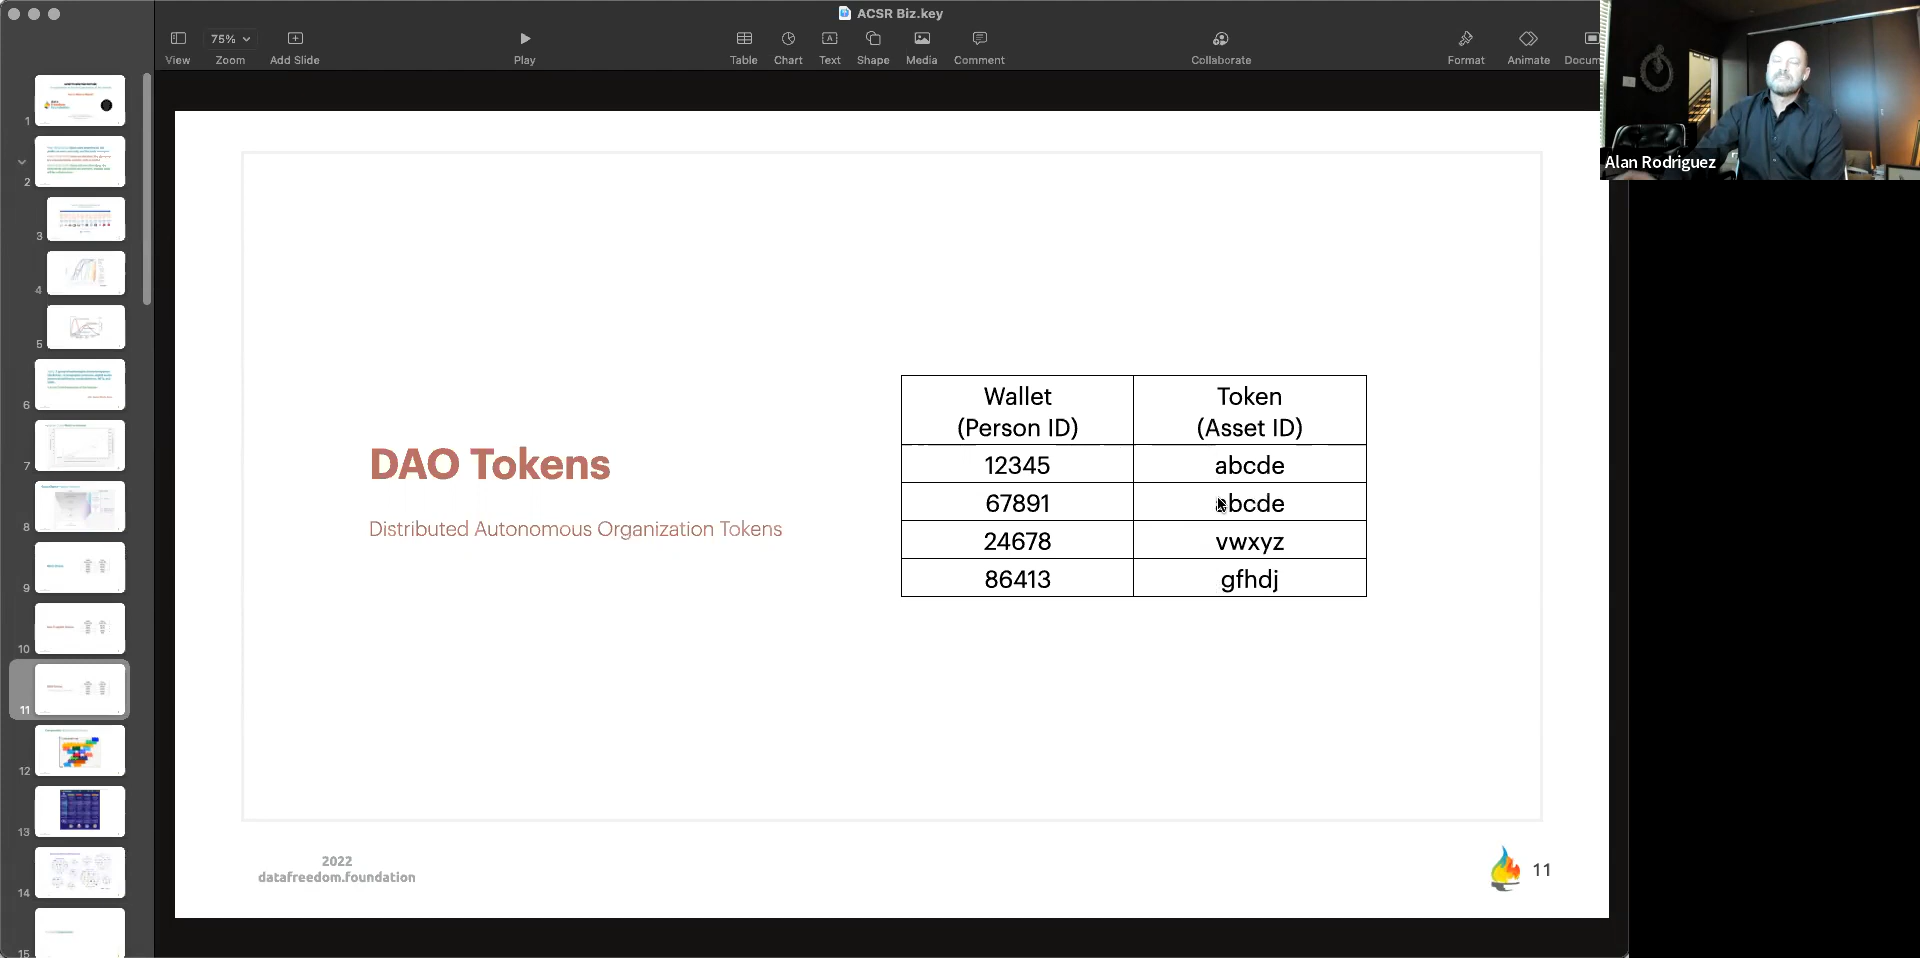 ACSR Biz.key
75%
View
Zoom
Add Slide
Play
Table
Chart
Text
Shape
Media
Comment
Collaborate
Format
Animate
Docum
Alan Rodriguez
1
2
3
4
5
6
7
8
9
10
11
12
13
14
15
DAO Tokens
Distributed Autonomous Organization Tokens
Wallet Token
(Person ID) (Asset ID)
12345 abcde
67891 abcde
24678 vwxyz
86413 gfhdj
2022
datafreedom.foundation
11